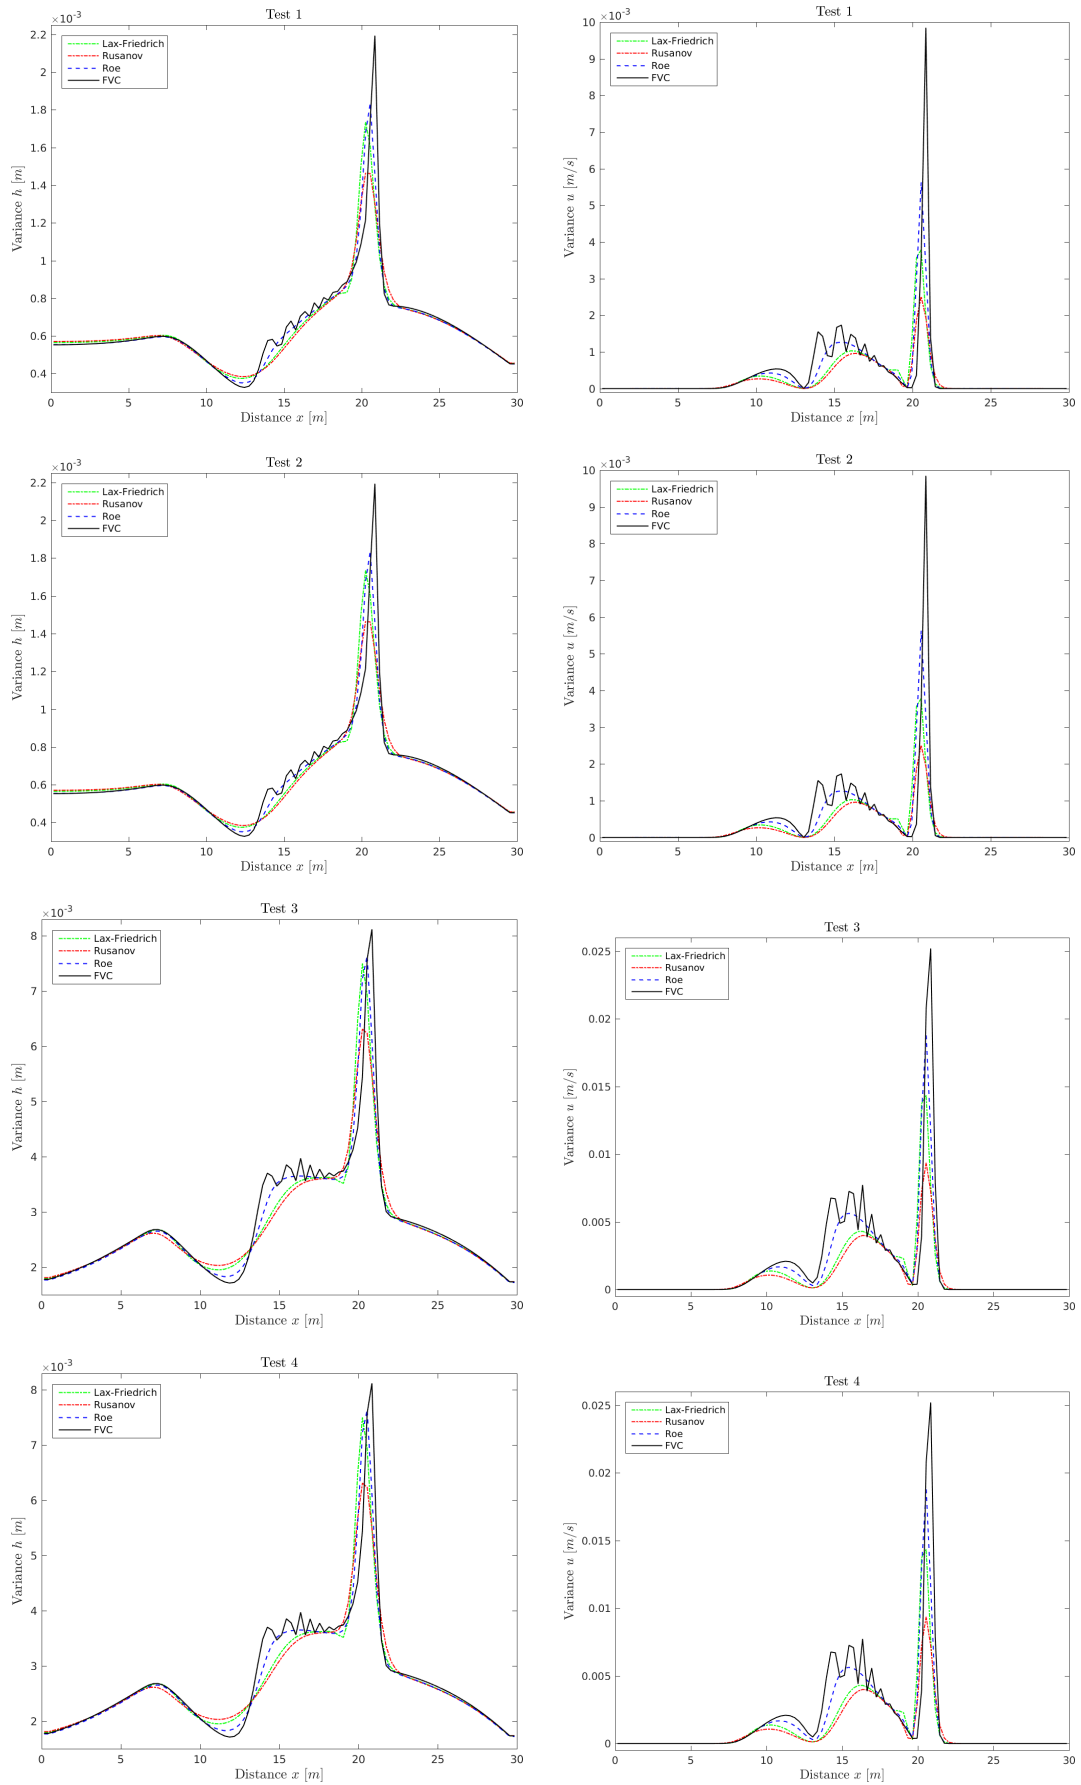 Test 1
×10-3
Variance h [m]
2.2
2
1.8
1.6
1.4
1.2
1
0.8
0.6
0.4
Lax-Friedrich
Rusanov
Roe
FVC
0 5 10 15 20 25 30
Distance x [m]
Test 1
×10-3
Variance u [m/s]
10
9
8
7
6
5
4
3
2
1
0
Lax-Friedrich
Rusanov
Roe
FVC
0 5 10 15 20 25 30
Distance x [m]
Test 2
×10-3
Variance h [m]
2.2
2
1.8
1.6
1.4
1.2
1
0.8
0.6
0.4
Lax-Friedrich
Rusanov
Roe
FVC
0 5 10 15 20 25 30
Distance x [m]
Test 2
×10-3
Variance u [m/s]
10
9
8
7
6
5
4
3
2
1
0
Lax-Friedrich
Rusanov
Roe
FVC
0 5 10 15 20 25 30
Distance x [m]
Test 3
×10-3
Variance h [m]
8
7
6
5
4
3
2
Lax-Friedrich
Rusanov
Roe
FVC
0 5 10 15 20 25 30
Distance x [m]
Test 3
Variance u [m/s]
0.025
0.02
0.015
0.01
0.005
0
Lax-Friedrich
Rusanov
Roe
FVC
5 10 15 20 25 30
Distance x [m]
Test 4
×10-3
Variance h [m]
8
7
6
5
4
3
2
Lax-Friedrich
Rusanov
Roe
FVC
0 5 10 15 20 25 30
Distance x [m]
Test 4
Variance u [m/s]
0.025
0.02
0.015
0.01
0.005
0
Lax-Friedrich
Rusanov
Roe
FVC
5 10 15 20 25 30
Distance x [m]